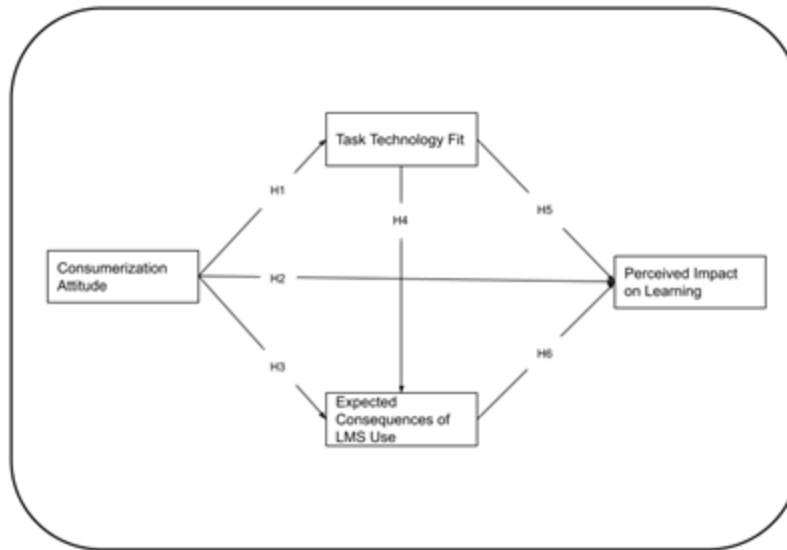 Task Technology Fit
H1
H4
H5
Consumerization
Attitude
H2
Perceived Impact
on Learning
H3
H6
Expected
Consequences of
LMS Use